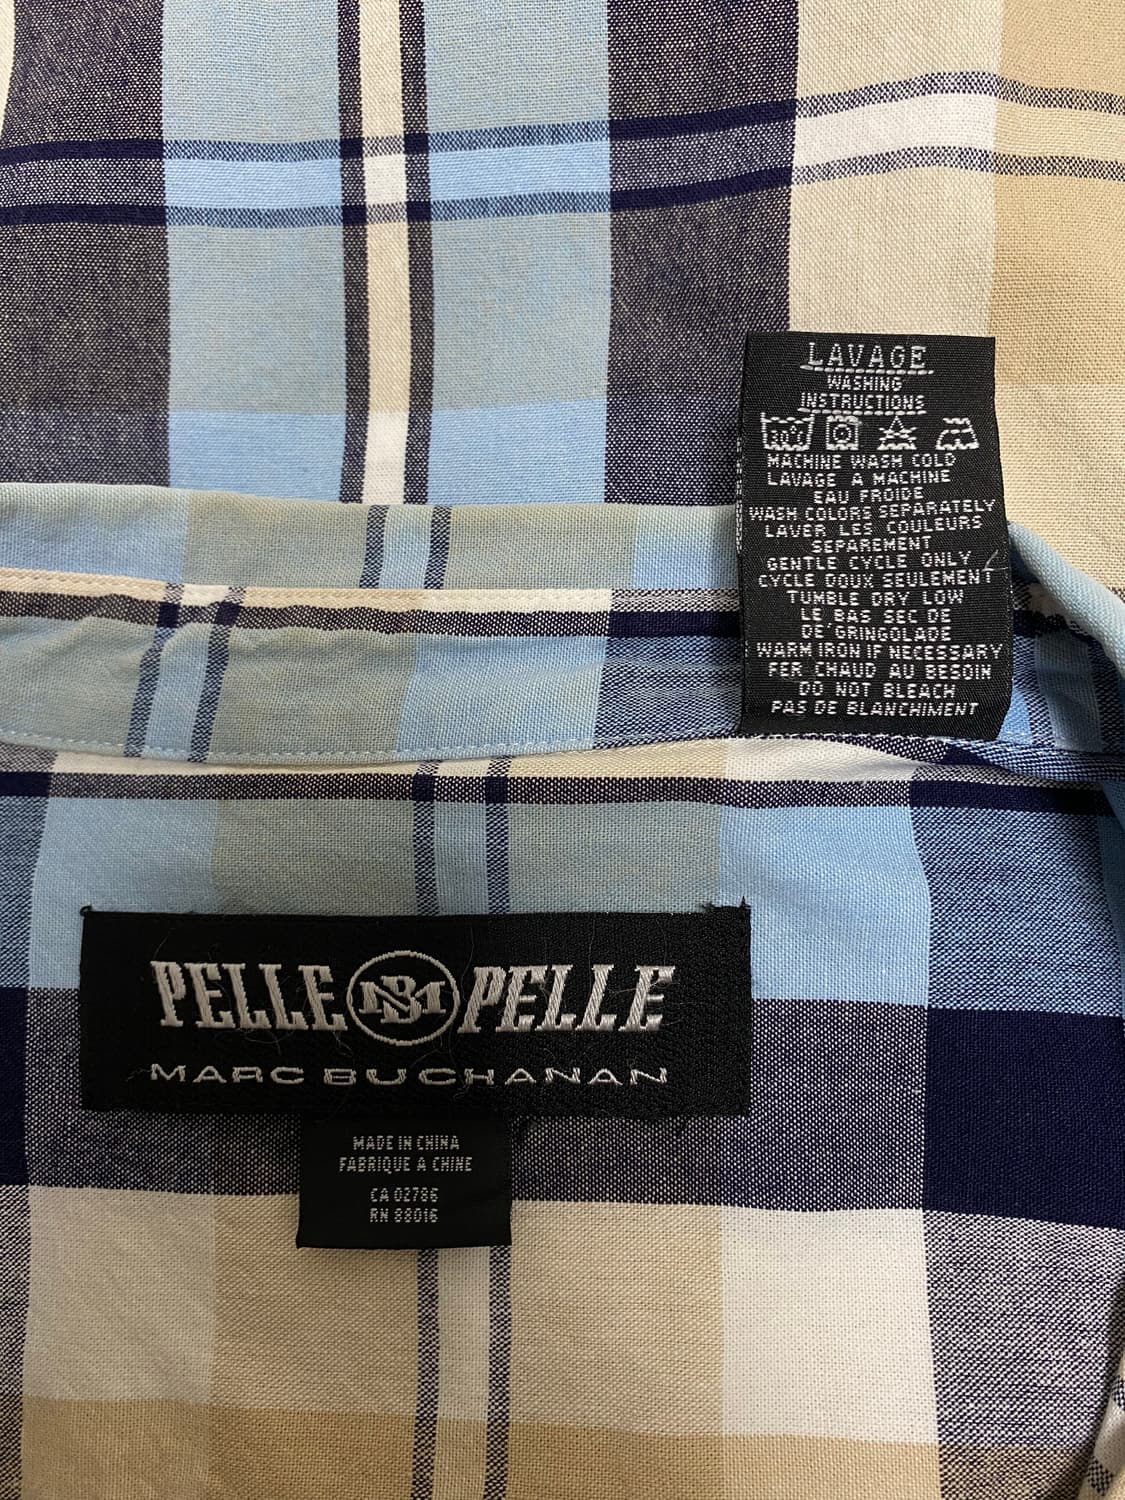 LAVAGE
WASHING
INSTRUCTIONS
30°
MACHINE WASH COLD
LAVAGE A MACHINE
EAU FROIDE
WASH COLORS SEPARATELY
LAVER LES COULEURS
SEPAREMENT
GENTLE CYCLE ONLY
CYCLE DOUX SEULEMENT
TUMBLE DRY LOW
LE BAS SEC DE
DE'GRINGOLADE
WARM IRON IF NECESSARY
FER CHAUD AU BESOIN
DO NOT BLEACH
PAS DE BLANCHIMENT
PELLE MB PELLE
MARC BUCHANAN
MADE IN CHINA
FABRIQUE A CHINE
CA 02786
RN 88016